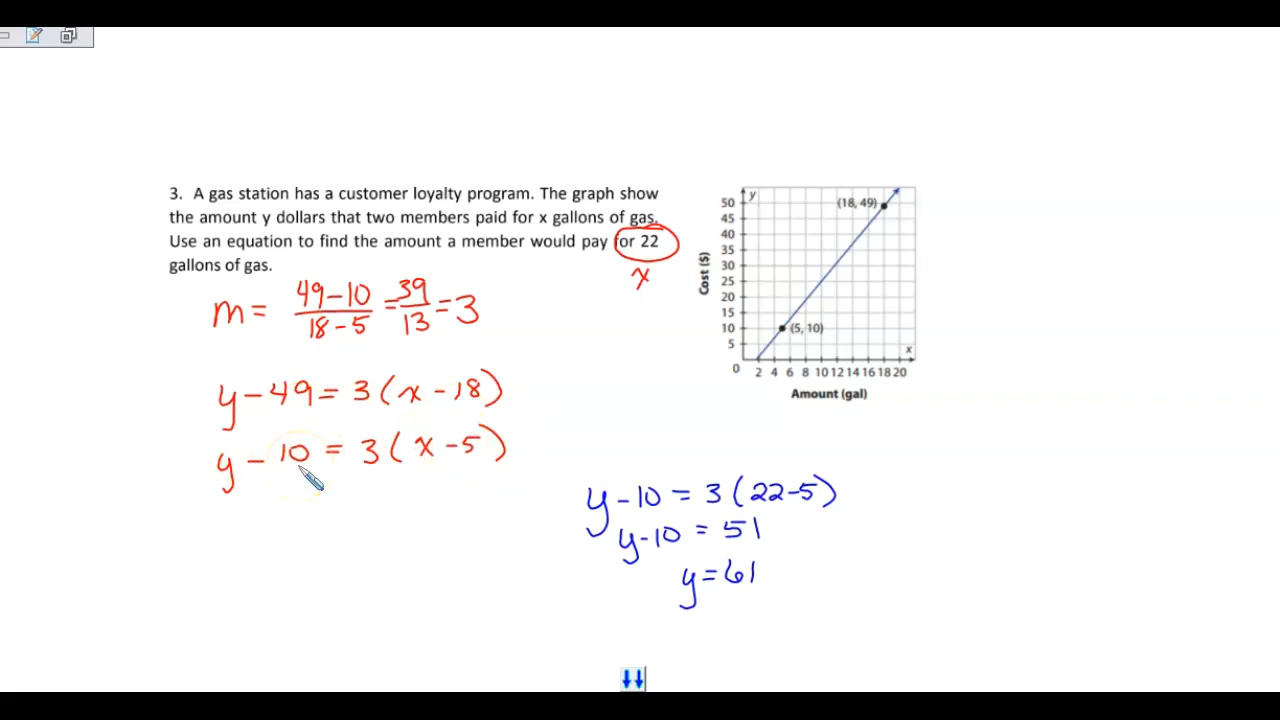 3. A gas station has a customer loyalty program. The graph show
the amount y dollars that two members paid for x gallons of gas.
Use an equation to find the amount a member would pay for 22
gallons of gas.
x
m = 49-10/18-5 = 39/13 = 3
y - 49 = 3(x - 18)
y - 10 = 3(x - 5)
y
50
45
40
35
30
25
20
15
10
5
0
(18, 49)
(5, 10)
x
2 4 6 8 10 12 14 16 18 20
Cost ($)
Amount (gal)
y-10 = 3(22-5)
y-10 = 51
y=61